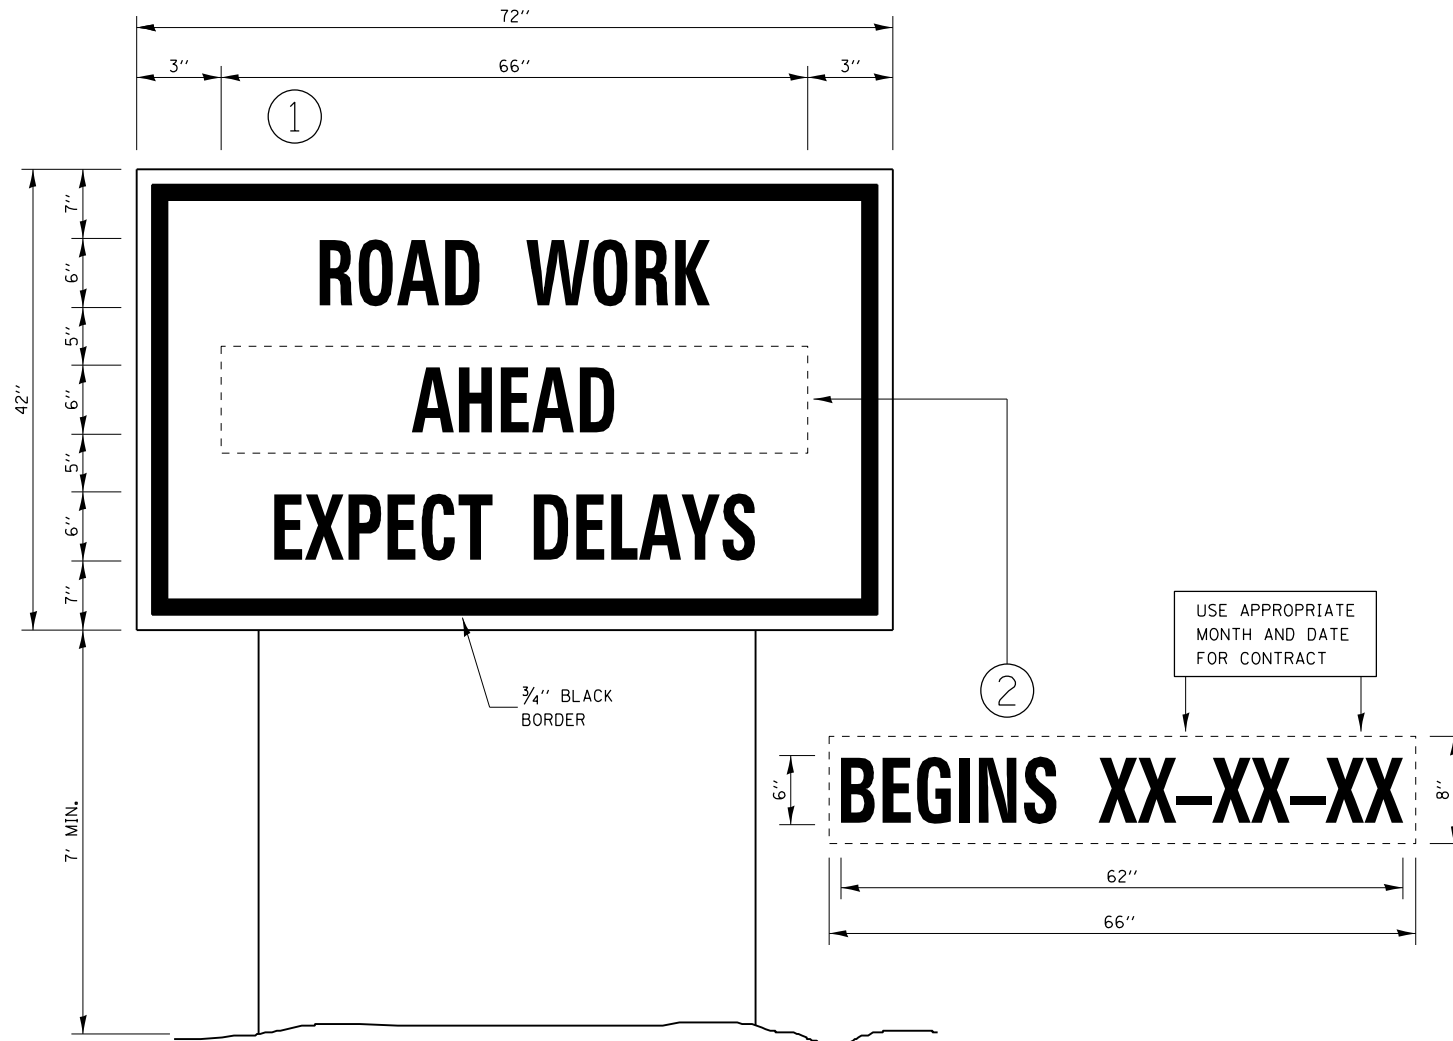 72''
3'' 66'' 3''
1
7''
ROAD WORK
6''
5''
42''
AHEAD
6''
5''
EXPECT DELAYS
6''
7''
USE APPROPRIATE
MONTH AND DATE
FOR CONTRACT
3/4'' BLACK
BORDER
2
7' MIN.
6''
BEGINS XX-XX-XX
8''
62''
66''